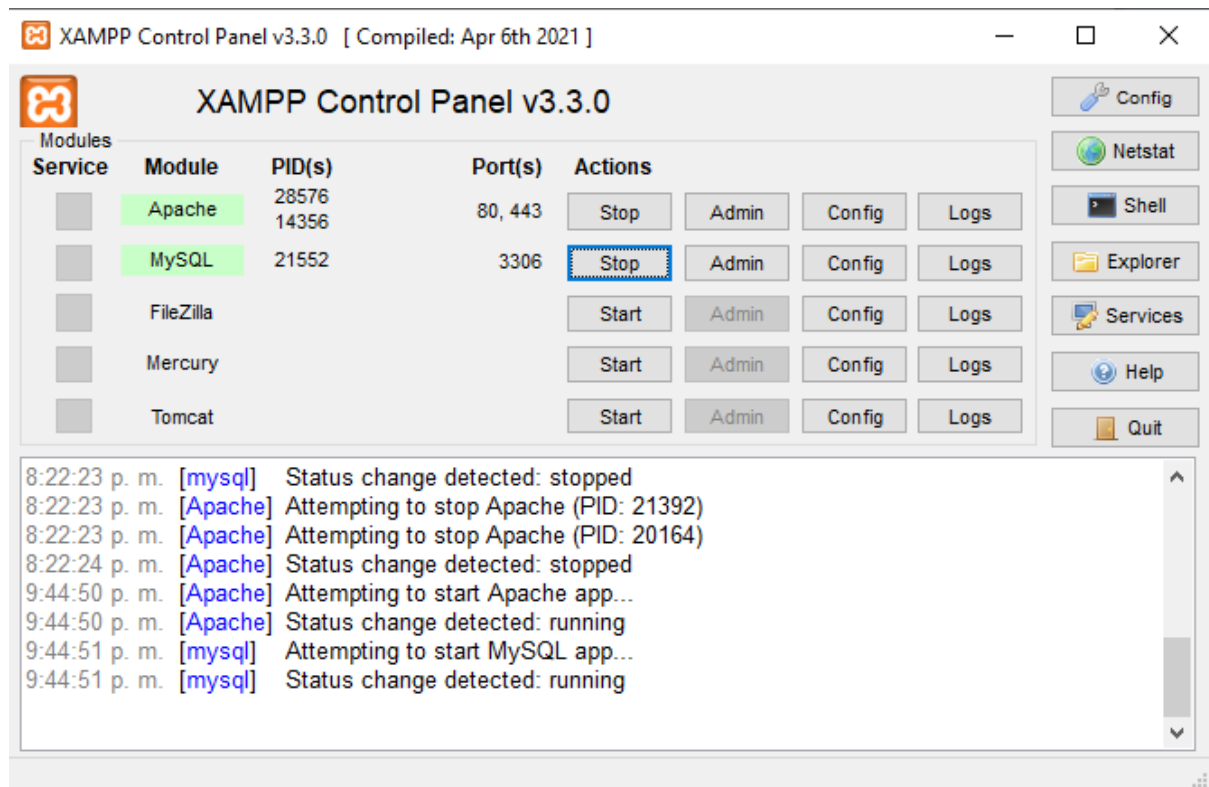 XAMPP Control Panel v3.3.0 [ Compiled: Apr 6th 2021 ]
XAMPP Control Panel v3.3.0
Config
Modules
Service Module PID(s) Port(s) Actions
Netstat
Apache 28576 14356 80, 443 Stop Admin Config Logs
Shell
MySQL 21552 3306 Stop Admin Config Logs
Explorer
FileZilla Start Admin Config Logs
Services
Mercury Start Admin Config Logs
Help
Tomcat Start Admin Config Logs
Quit
8:22:23 p. m. [mysql] Status change detected: stopped
8:22:23 p. m. [Apache] Attempting to stop Apache (PID: 21392)
8:22:23 p. m. [Apache] Attempting to stop Apache (PID: 20164)
8:22:24 p. m. [Apache] Status change detected: stopped
9:44:50 p. m. [Apache] Attempting to start Apache app...
9:44:50 p. m. [Apache] Status change detected: running
9:44:51 p. m. [mysql] Attempting to start MySQL app...
9:44:51 p. m. [mysql] Status change detected: running